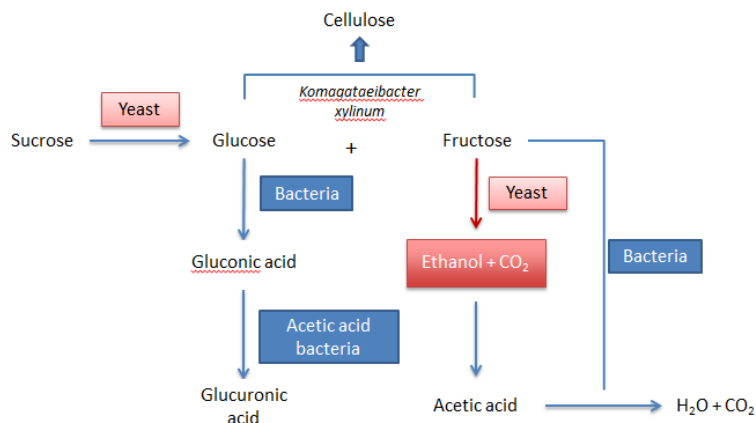 Cellulose
Komagataeibacter
xylinum
Yeast
Sucrose
Glucose
+
Fructose
Bacteria
Yeast
Gluconic acid
Ethanol + CO₂
Bacteria
Acetic acid
bacteria
Glucuronic
acid
Acetic acid
H₂O + CO₂